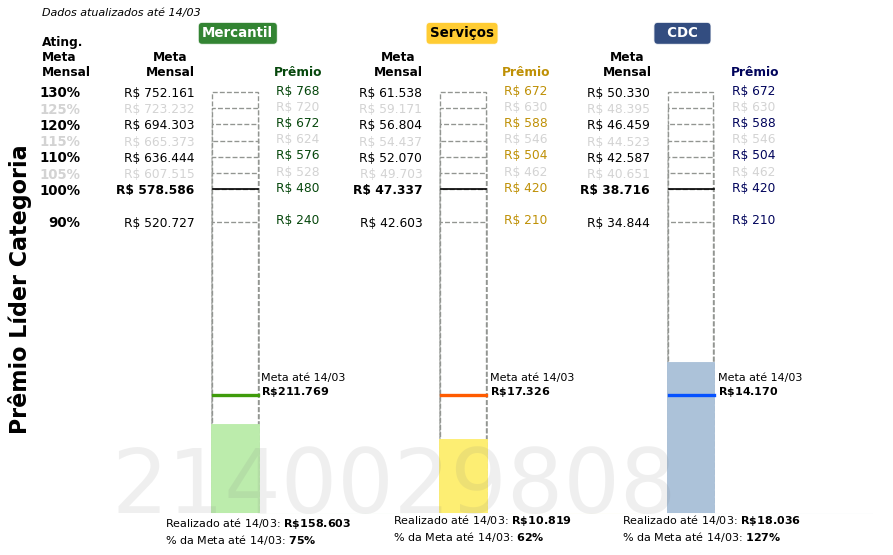 Dados atualizados até 14/03
Mercantil Serviços CDC
Ating.
Meta Meta Meta Meta
Mensal Mensal Prêmio Mensal Prêmio Mensal Prêmio
130% R$ 752.161 R$ 768 R$ 61.538 R$ 672 R$ 50.330 R$ 672
125% R$ 723.232 R$ 720 R$ 59.171 R$ 630 R$ 48.395 R$ 630
120% R$ 694.303 R$ 672 R$ 56.804 R$ 588 R$ 46.459 R$ 588
115% R$ 665.373 R$ 624 R$ 54.437 R$ 546 R$ 44.523 R$ 546
110% R$ 636.444 R$ 576 R$ 52.070 R$ 504 R$ 42.587 R$ 504
105% R$ 607.515 R$ 528 R$ 49.703 R$ 462 R$ 40.651 R$ 462
100% R$ 578.586 R$ 480 R$ 47.337 R$ 420 R$ 38.716 R$ 420
90% R$ 520.727 R$ 240 R$ 42.603 R$ 210 R$ 34.844 R$ 210
Prêmio Líder Categoria
Meta até 14/03 Meta até 14/03 Meta até 14/03
R$211.769 R$17.326 R$14.170
2140029808
Realizado até 14/03: R$158.603 Realizado até 14/03: R$10.819 Realizado até 14/03: R$18.036
% da Meta até 14/03: 75% % da Meta até 14/03: 62% % da Meta até 14/03: 127%